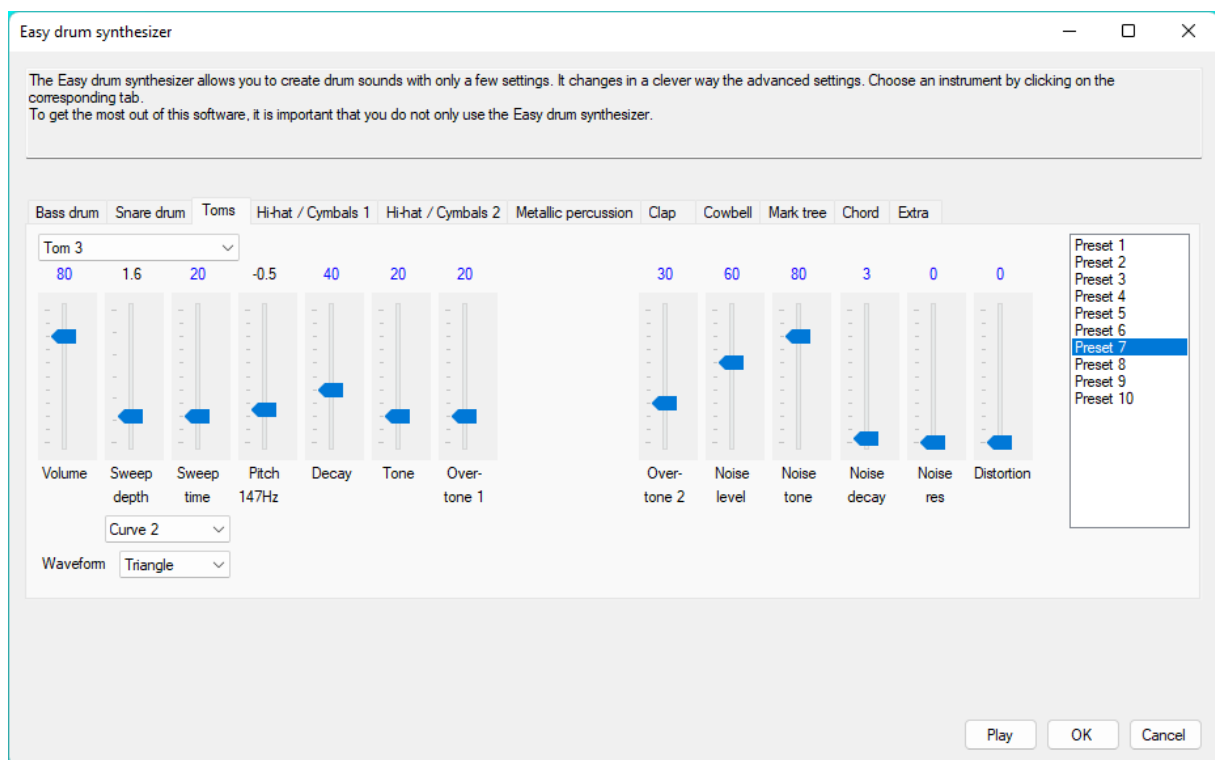 Easy drum synthesizer
The Easy drum synthesizer allows you to create drum sounds with only a few settings. It changes in a clever way the advanced settings. Choose an instrument by clicking on the
corresponding tab.
To get the most out of this software, it is important that you do not only use the Easy drum synthesizer.
Bass drum Snare drum Toms Hi-hat / Cymbals 1 Hi-hat / Cymbals 2 Metallic percussion Clap Cowbell Mark tree Chord Extra
Tom 3
80 1.6 20 -0.5 40 20 20 30 60 80 3 0 0
Volume Sweep Sweep Pitch Decay Tone Over- Over- Noise Noise Noise Noise Distortion
depth time 147Hz tone 1 tone 2 level tone decay res
Curve 2
Waveform Triangle
Preset 1
Preset 2
Preset 3
Preset 4
Preset 5
Preset 6
Preset 7
Preset 8
Preset 9
Preset 10
Play OK Cancel